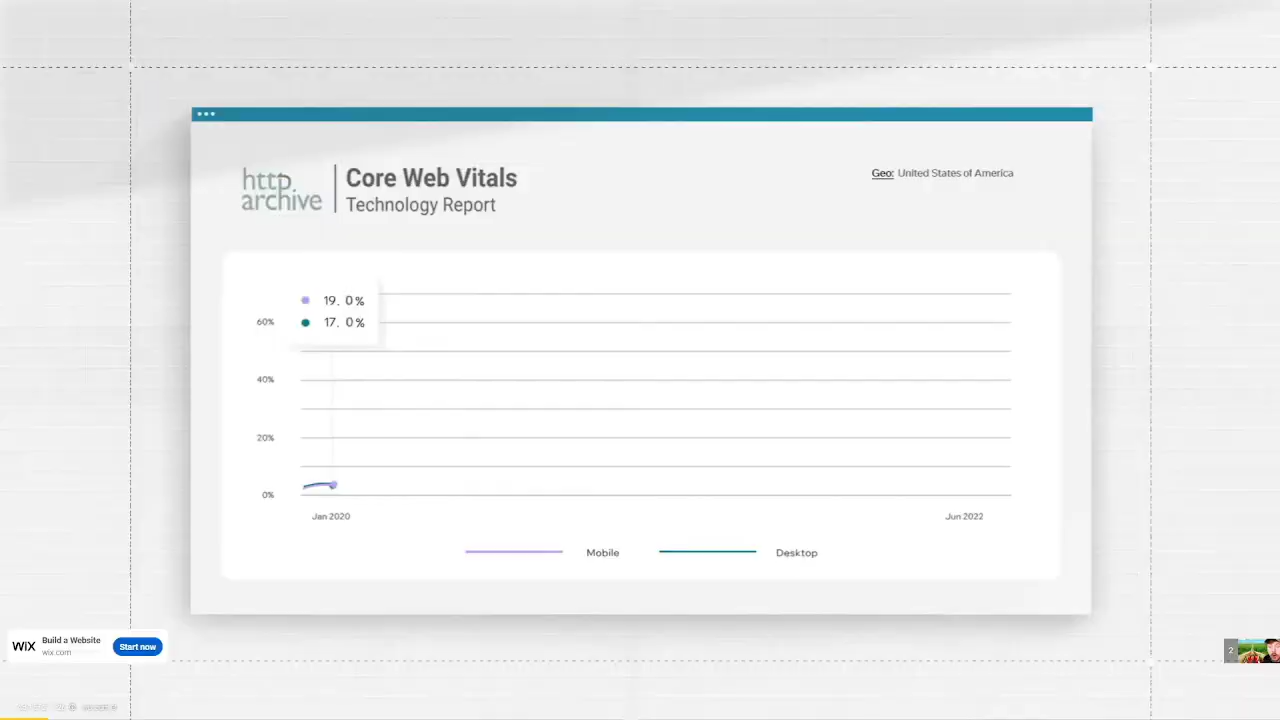 http archive
Core Web Vitals
Technology Report
Geo: United States of America
19. 0%
17. 0%
60%
40%
20%
0%
Jan 2020
Jun 2022
Mobile
Desktop
WIX
Build a Website
wix.com
Start now
2